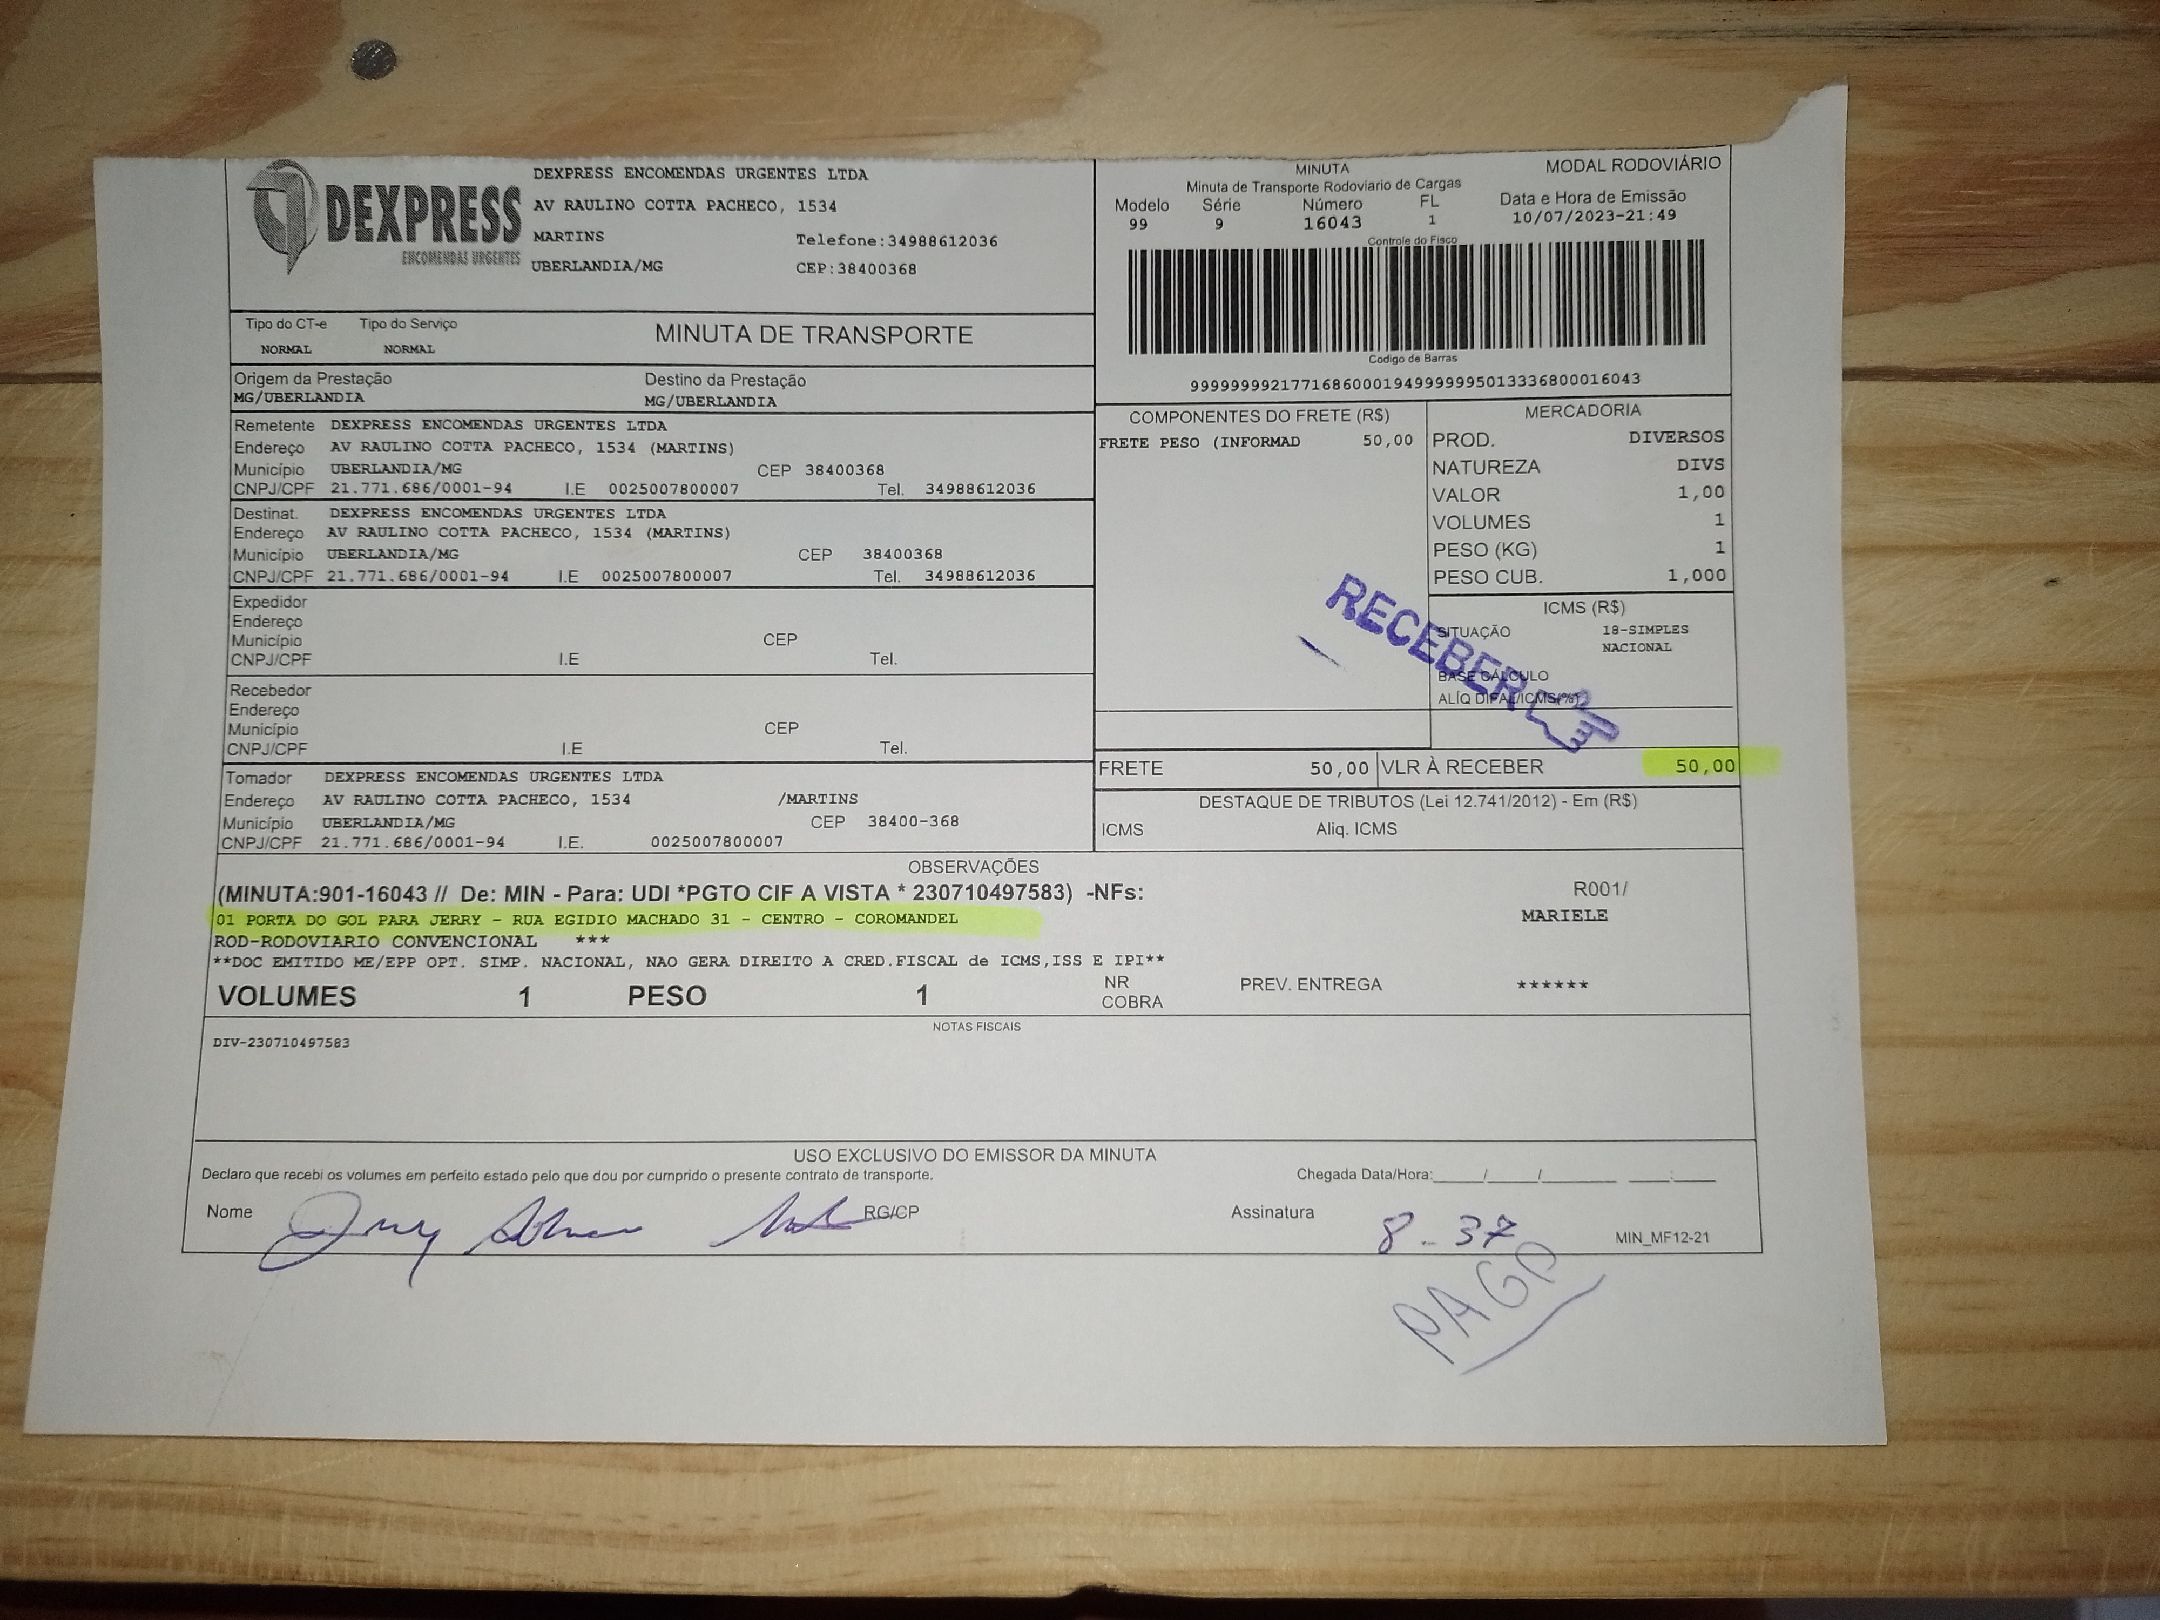 DEXPRESS
ENCOMENDAS URGENTES
DEXPRESS ENCOMENDAS URGENTES LTDA
AV RAULINO COTTA PACHECO, 1534
MARTINS Telefone:34988612036
UBERLANDIA/MG CEP:38400368
MINUTA MODAL RODOVIÁRIO
Minuta de Transporte Rodoviario de Cargas
Modelo Série Número FL Data e Hora de Emissão
99 9 16043 1 10/07/2023-21:49
Controle do Fisco
Codigo de Barras
99999999217716860001949999995013336800016043
Tipo do CT-e Tipo do Serviço MINUTA DE TRANSPORTE
NORMAL NORMAL
Origem da Prestação Destino da Prestação
MG/UBERLANDIA MG/UBERLANDIA
Remetente DEXPRESS ENCOMENDAS URGENTES LTDA
Endereço AV RAULINO COTTA PACHECO, 1534 (MARTINS)
Município UBERLANDIA/MG CEP 38400368
CNPJ/CPF 21.771.686/0001-94 I.E 0025007800007 Tel. 34988612036
Destinat. DEXPRESS ENCOMENDAS URGENTES LTDA
Endereço AV RAULINO COTTA PACHECO, 1534 (MARTINS)
Município UBERLANDIA/MG CEP 38400368
CNPJ/CPF 21.771.686/0001-94 I.E 0025007800007 Tel. 34988612036
Expedidor
Endereço
Município CEP
CNPJ/CPF I.E Tel.
Recebedor
Endereço
Município CEP
CNPJ/CPF I.E Tel.
Tomador DEXPRESS ENCOMENDAS URGENTES LTDA
Endereço AV RAULINO COTTA PACHECO, 1534 /MARTINS
Município UBERLANDIA/MG CEP 38400-368
CNPJ/CPF 21.771.686/0001-94 I.E. 0025007800007
COMPONENTES DO FRETE (R$)
FRETE PESO (INFORMAD 50,00
MERCADORIA
PROD. DIVERSOS
NATUREZA DIVS
VALOR 1,00
VOLUMES 1
PESO (KG) 1
PESO CUB. 1,000
ICMS (R$)
SITUAÇÃO 18-SIMPLES
NACIONAL
BASE CÁLCULO
ALÍQ DIFAL/ICMS(%)
RECEBER
FRETE 50,00 VLR À RECEBER 50,00
DESTAQUE DE TRIBUTOS (Lei 12.741/2012) - Em (R$)
ICMS Aliq. ICMS
OBSERVAÇÕES
(MINUTA:901-16043 // De: MIN - Para: UDI *PGTO CIF A VISTA * 230710497583) -NFs: R001/
01 PORTA DO GOL PARA JERRY - RUA EGIDIO MACHADO 31 - CENTRO - COROMANDEL MARIELE
ROD-RODOVIARIO CONVENCIONAL ***
**DOC EMITIDO ME/EPP OPT. SIMP. NACIONAL, NAO GERA DIREITO A CRED.FISCAL de ICMS,ISS E IPI**
VOLUMES 1 PESO 1 NR COBRA PREV. ENTREGA ******
NOTAS FISCAIS
DIV-230710497583
USO EXCLUSIVO DO EMISSOR DA MINUTA
Declaro que recebi os volumes em perfeito estado pelo que dou por cumprido o presente contrato de transporte. Chegada Data/Hora:____/____/______ ____:____
Nome RG/CP Assinatura 8-37 MIN_MF12-21
PAGO